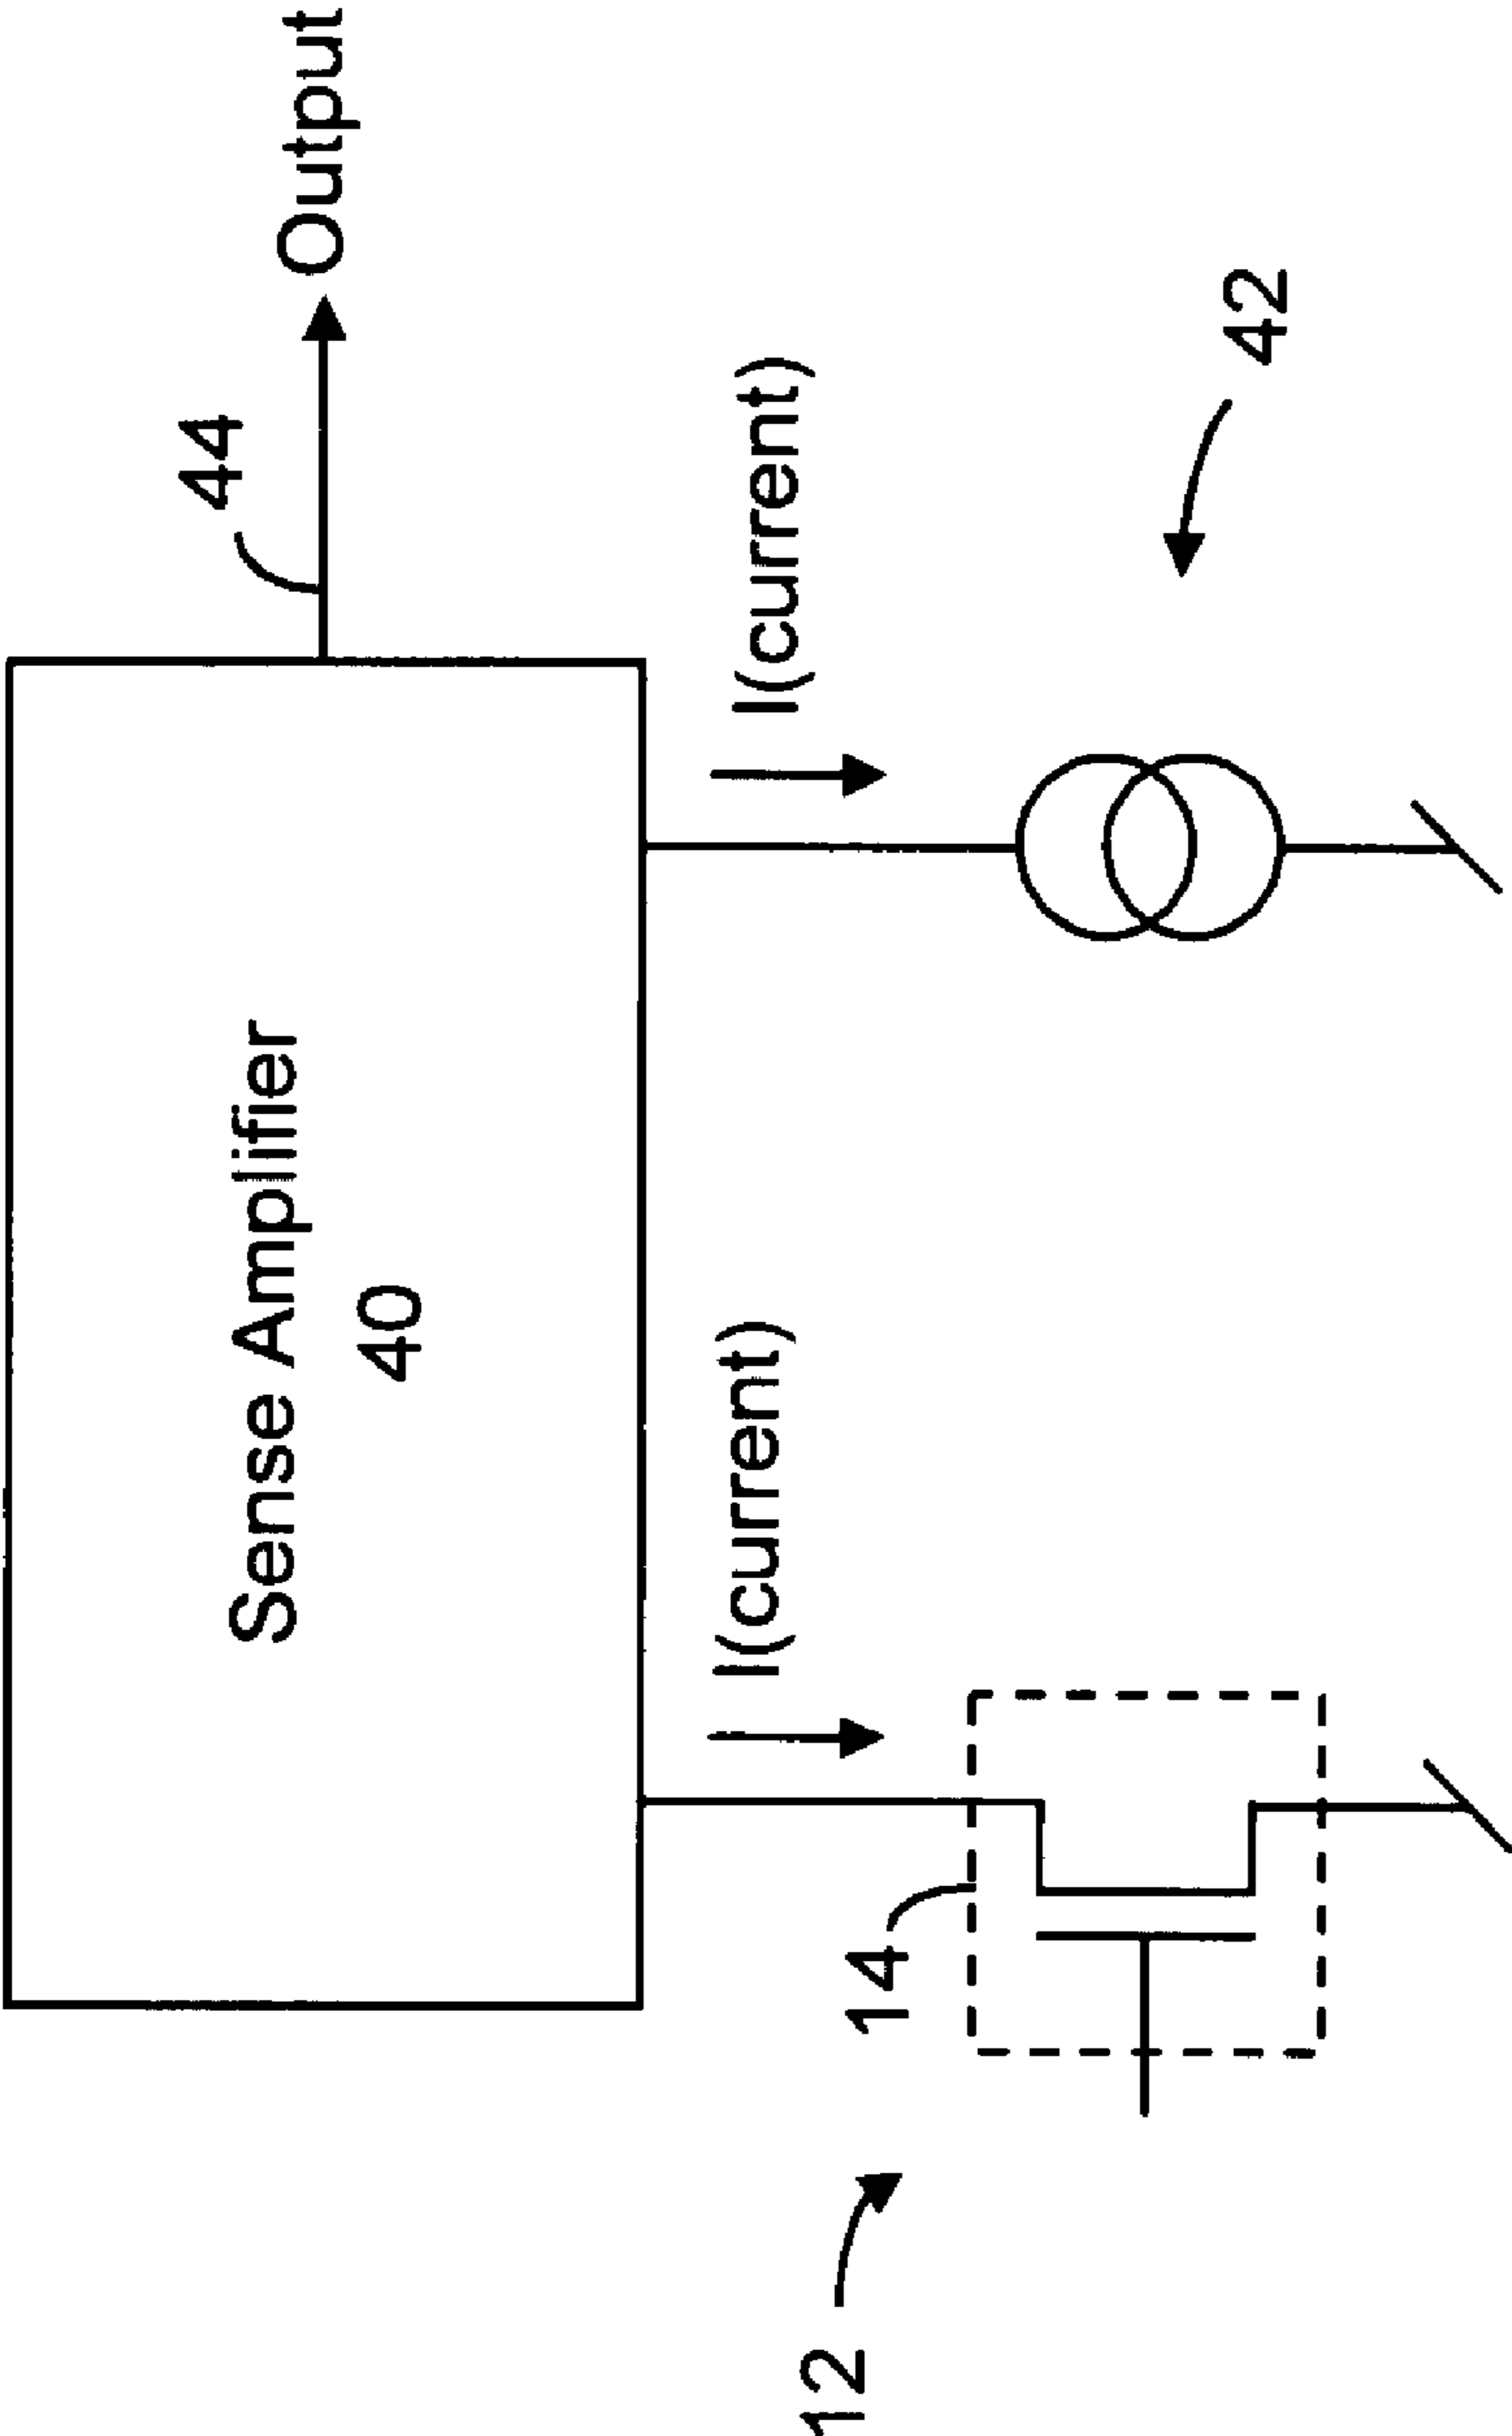 Sense Amplifier
40
44
Output
I(current)
I(current)
14
12
42